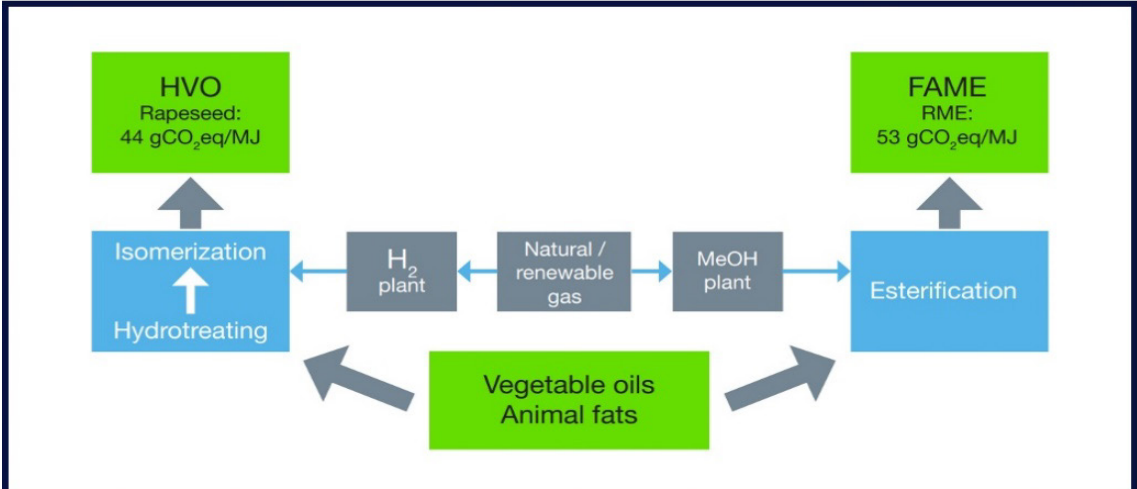 HVO
Rapeseed:
44 gCO₂eq/MJ
FAME
RME:
53 gCO₂eq/MJ
Isomerization
Hydrotreating
H₂
plant
Natural /
renewable
gas
MeOH
plant
Esterification
Vegetable oils
Animal fats